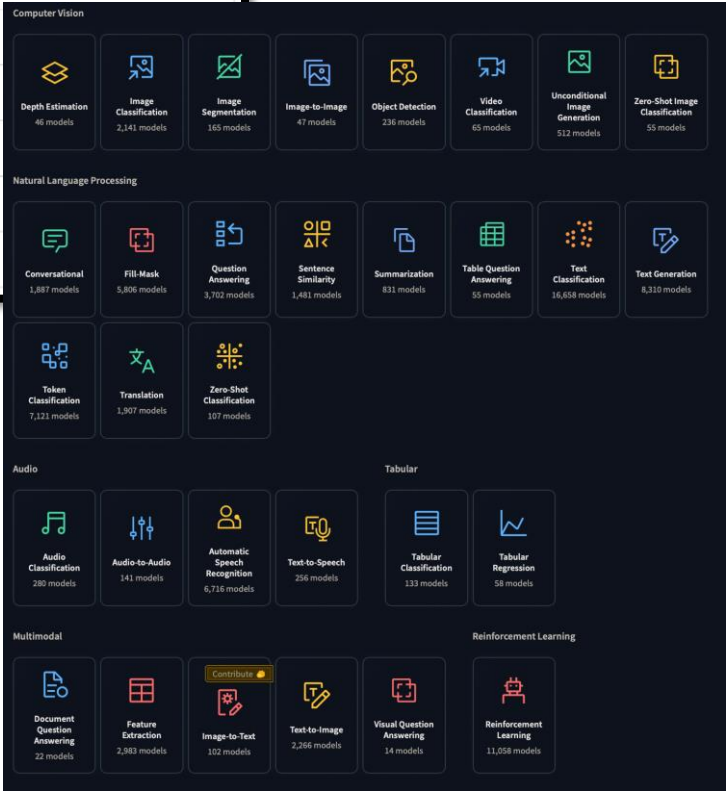 Computer Vision
Depth Estimation
46 models
Image
Classification
2,141 models
Image
Segmentation
165 models
Image-to-Image
47 models
Object Detection
236 models
Video
Classification
65 models
Unconditional
Image
Generation
512 models
Zero-Shot Image
Classification
55 models
Natural Language Processing
Conversational
1,887 models
Fill-Mask
5,806 models
Question
Answering
3,702 models
Sentence
Similarity
1,481 models
Summarization
831 models
Table Question
Answering
55 models
Text
Classification
16,658 models
Text Generation
8,310 models
Token
Classification
7,121 models
Translation
1,907 models
Zero-Shot
Classification
107 models
Audio
Audio
Classification
280 models
Audio-to-Audio
141 models
Automatic
Speech
Recognition
6,716 models
Text-to-Speech
256 models
Tabular
Tabular
Classification
133 models
Tabular
Regression
58 models
Multimodal
Document
Question
Answering
22 models
Feature
Extraction
2,983 models
Contribute
Image-to-Text
102 models
Text-to-Image
2,266 models
Visual Question
Answering
14 models
Reinforcement Learning
Reinforcement
Learning
11,058 models